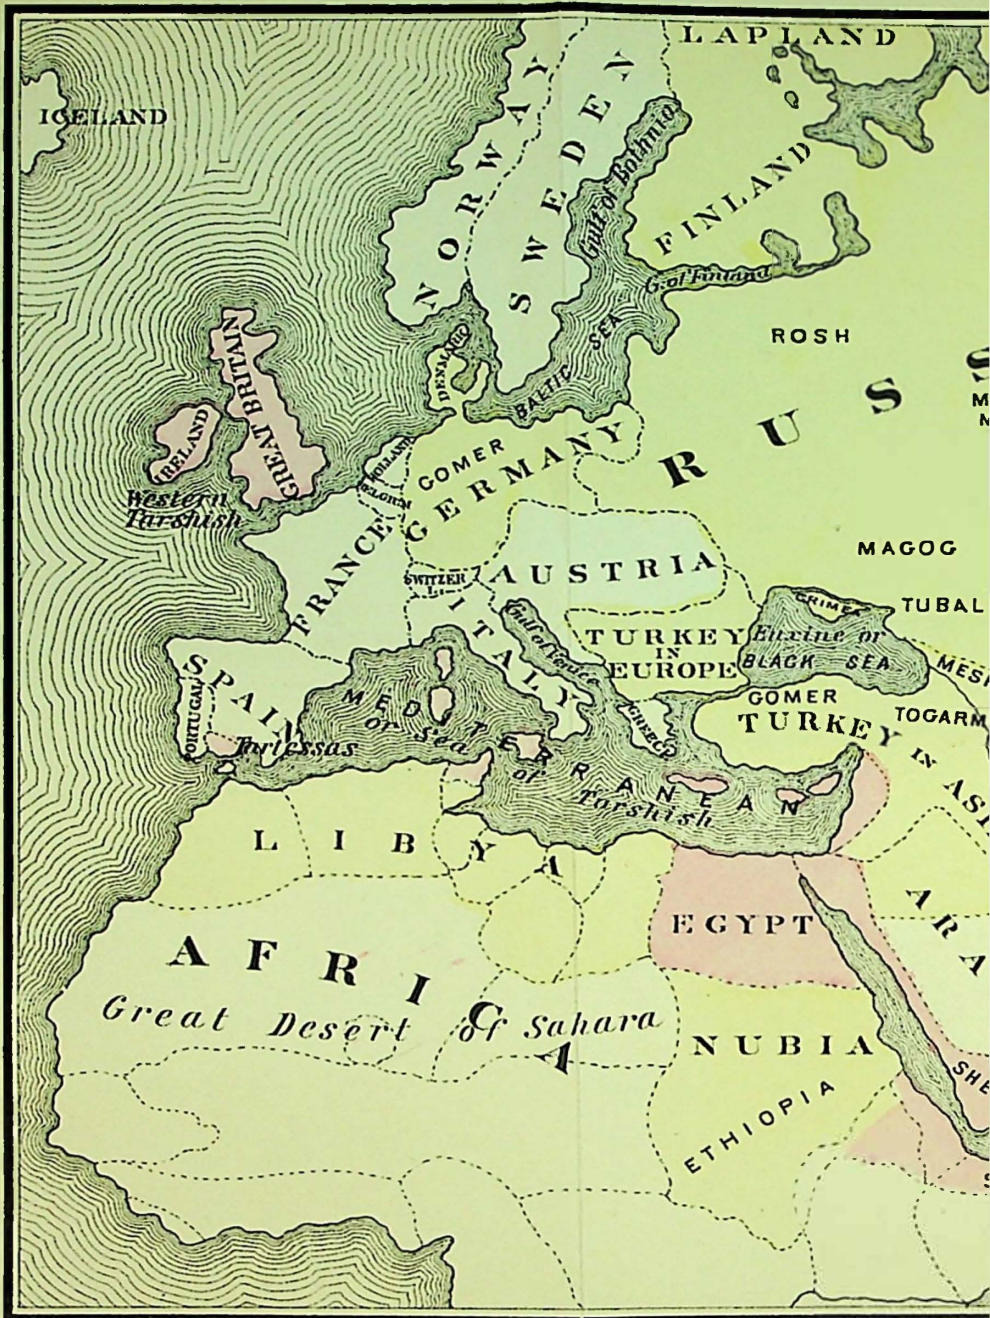 LAPLAND
ICELAND
NORWAY
SWEDEN
Gulf of Bothnia
FINLAND
G. of Finland
ROSH
RUSS
DENMARK
BALTIC SEA
GREAT BRITAIN
IRELAND
Western
Tarshish
HOLLAND
BELGIUM
GOMER
GERMANY
FRANCE
MAGOG
SWITZER
AUSTRIA
TUBAL
CRIMEA
ITALY
Gulf of Venice
TURKEY
IN
EUROPE
Euxine or
BLACK SEA
MESH
SPAIN
PORTUGAL
Tartessas
GOMER
TOGARM
TURKEY IN ASI
GREECE
MEDITERRANEAN
or Sea
of
Tarshish
LIBYA
EGYPT
ARA
AFRICA
Great Desert of Sahara
NUBIA
ETHIOPIA
SHE